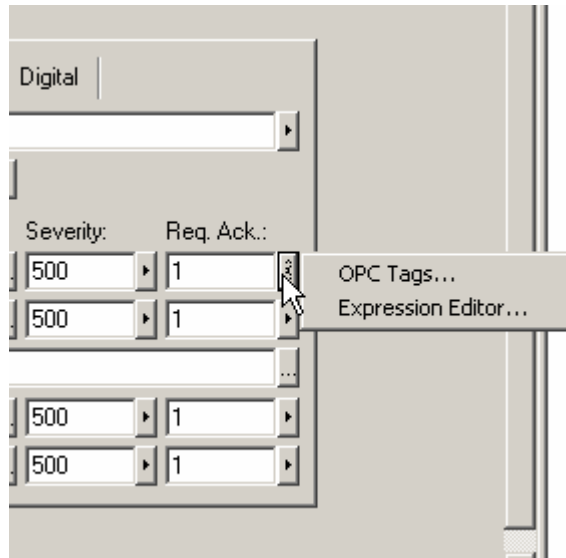 Digital
Severity: Req. Ack.:
500 1 OPC Tags...
500 1 Expression Editor...
...
500 1
500 1